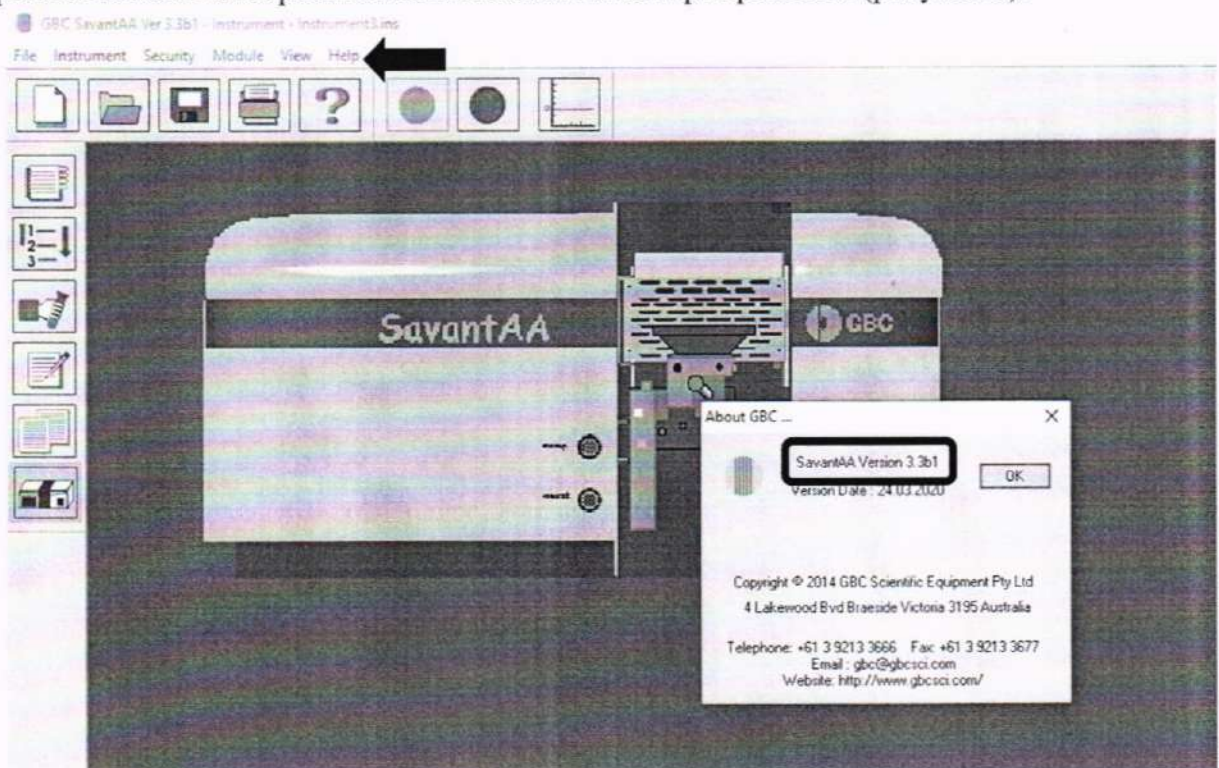 GBC SavantAA Ver 3.3b1 - Instrument - Instrument3.ins
File Instrument Security Module View Help
1
2
3
SavantAA
GBC
About GBC ...
SavantAA Version 3.3b1
OK
Version Date : 24.03.2020
Copyright © 2014 GBC Scientific Equipment Pty Ltd
4 Lakewood Bvd Braeside Victoria 3195 Australia
Telephone: +61 3 9213 3666 Fax: +61 3 9213 3677
Email : gbc@gbcsci.com
Website: http://www.gbcsci.com/